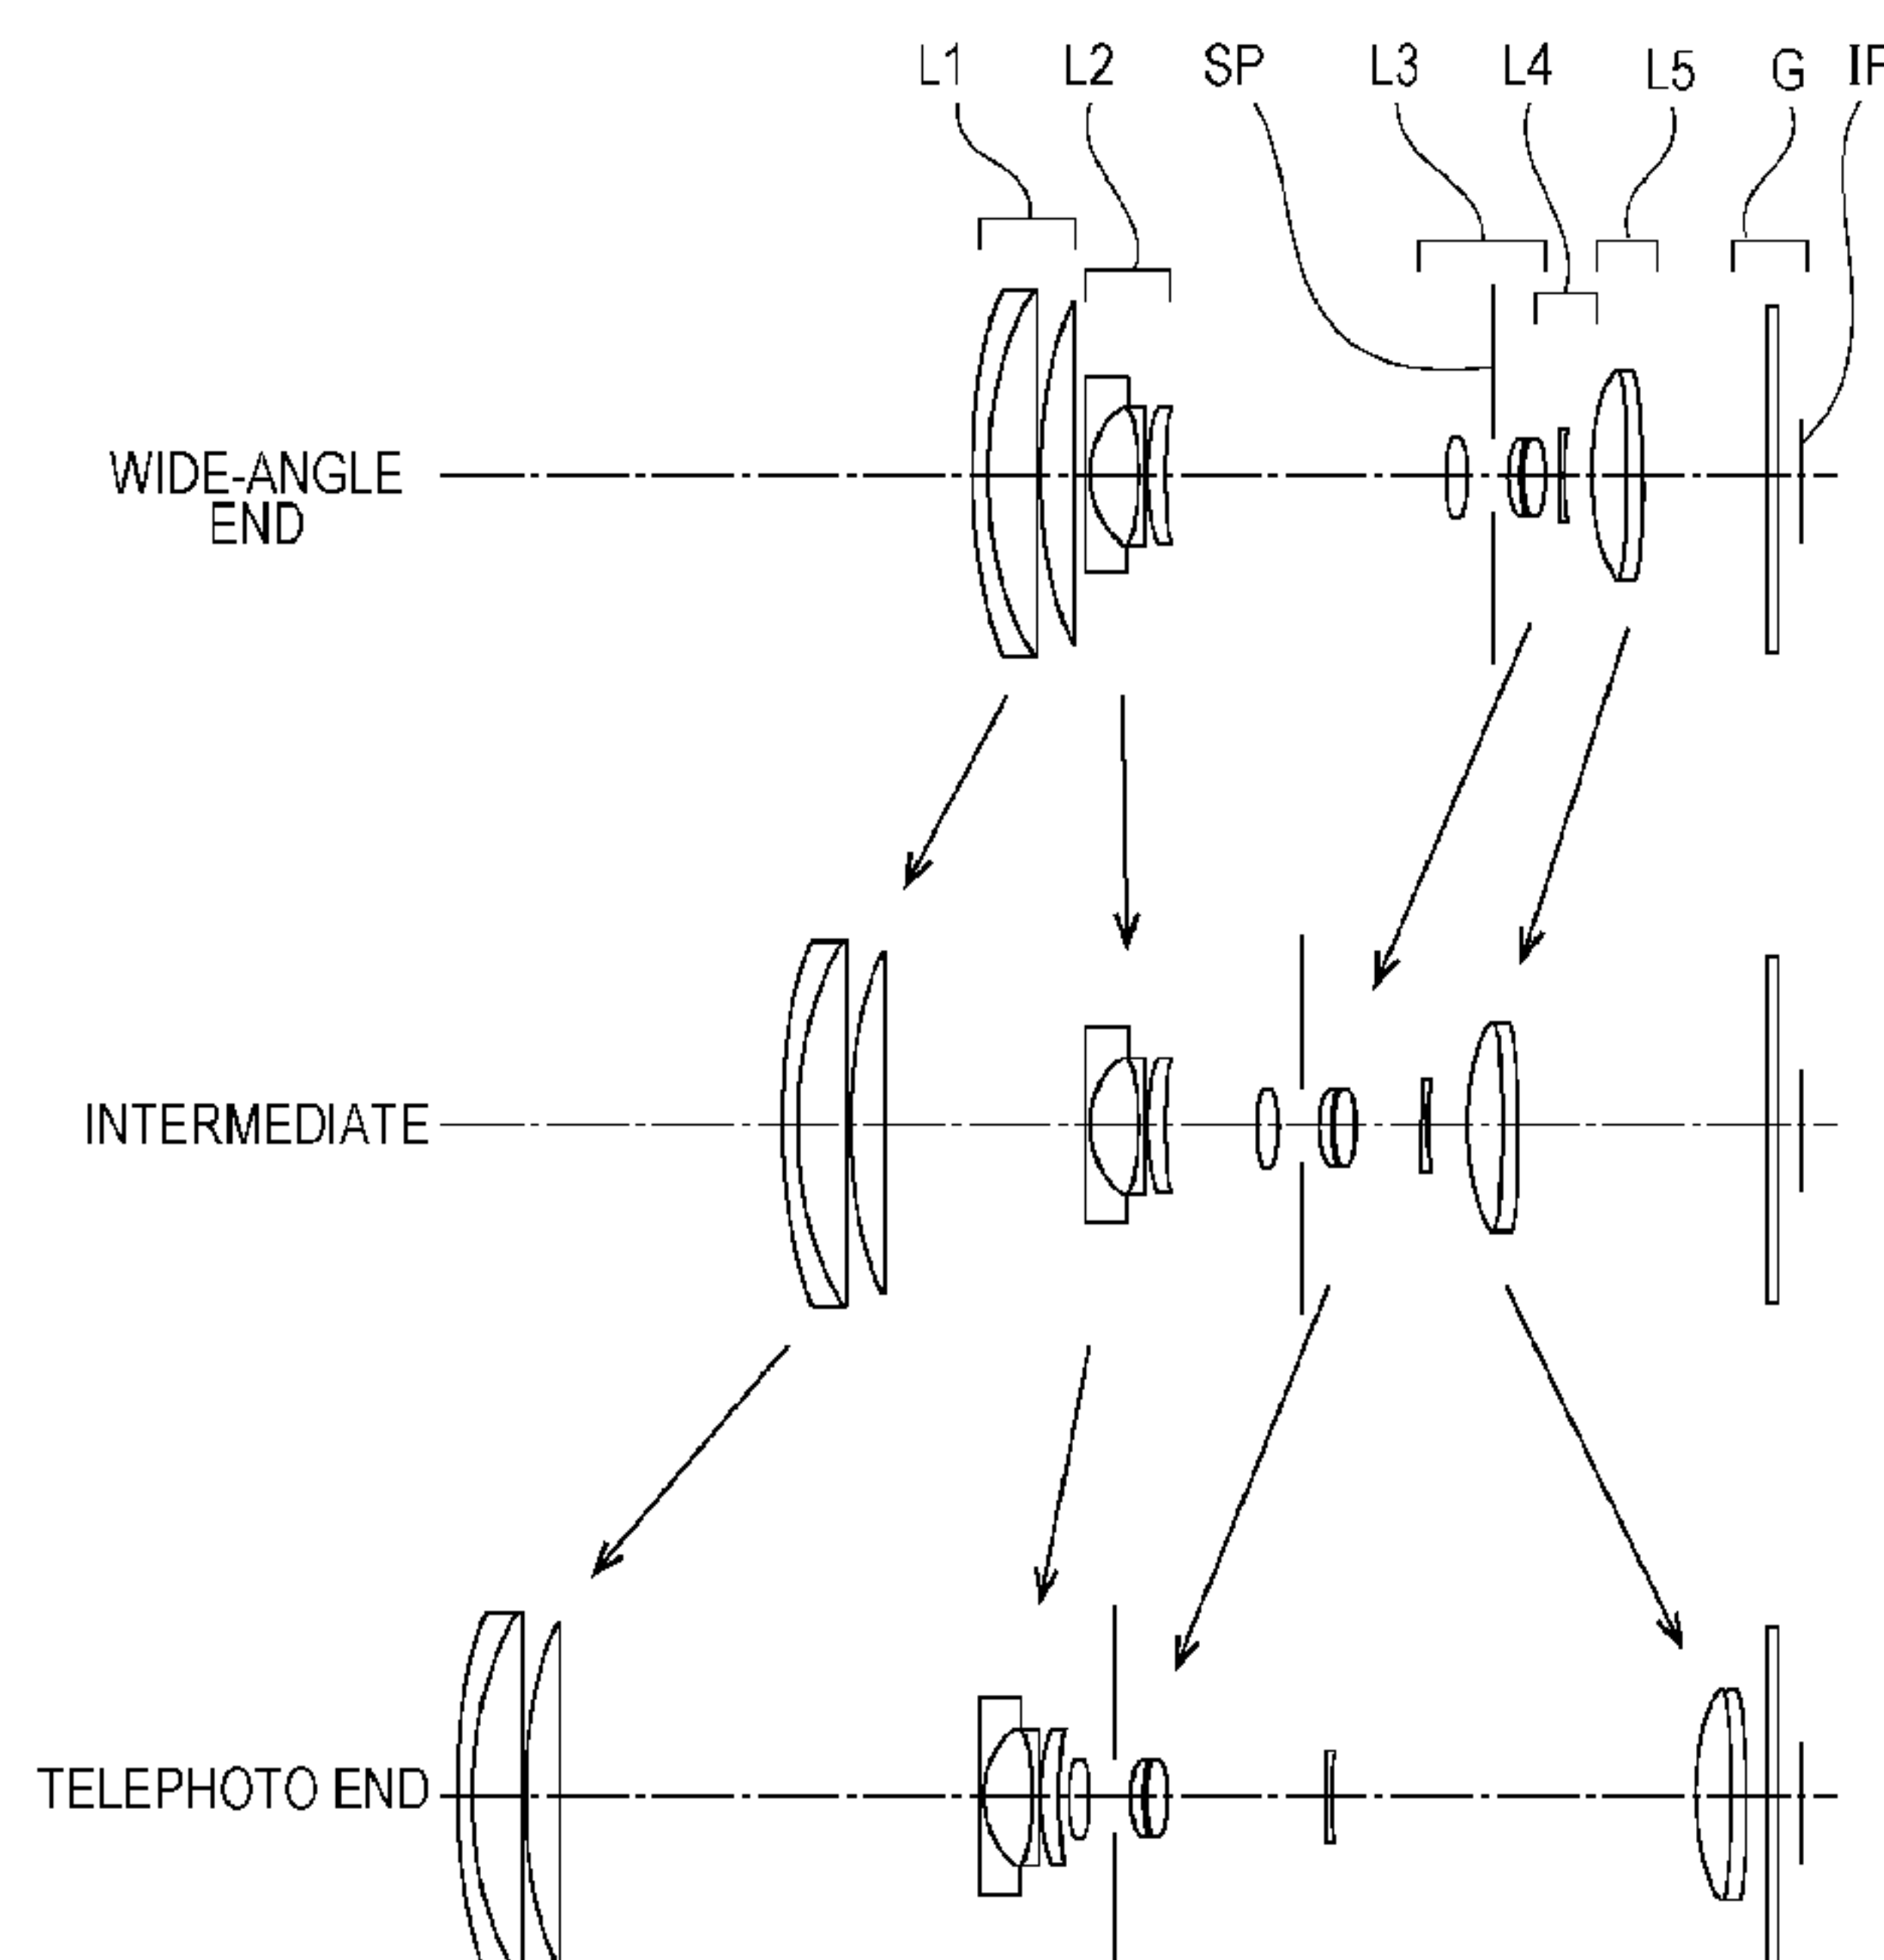 L1 L2 SP L3 L4 L5 G
WIDE-ANGLE
END
INTERMEDIATE
TELEPHOTO END